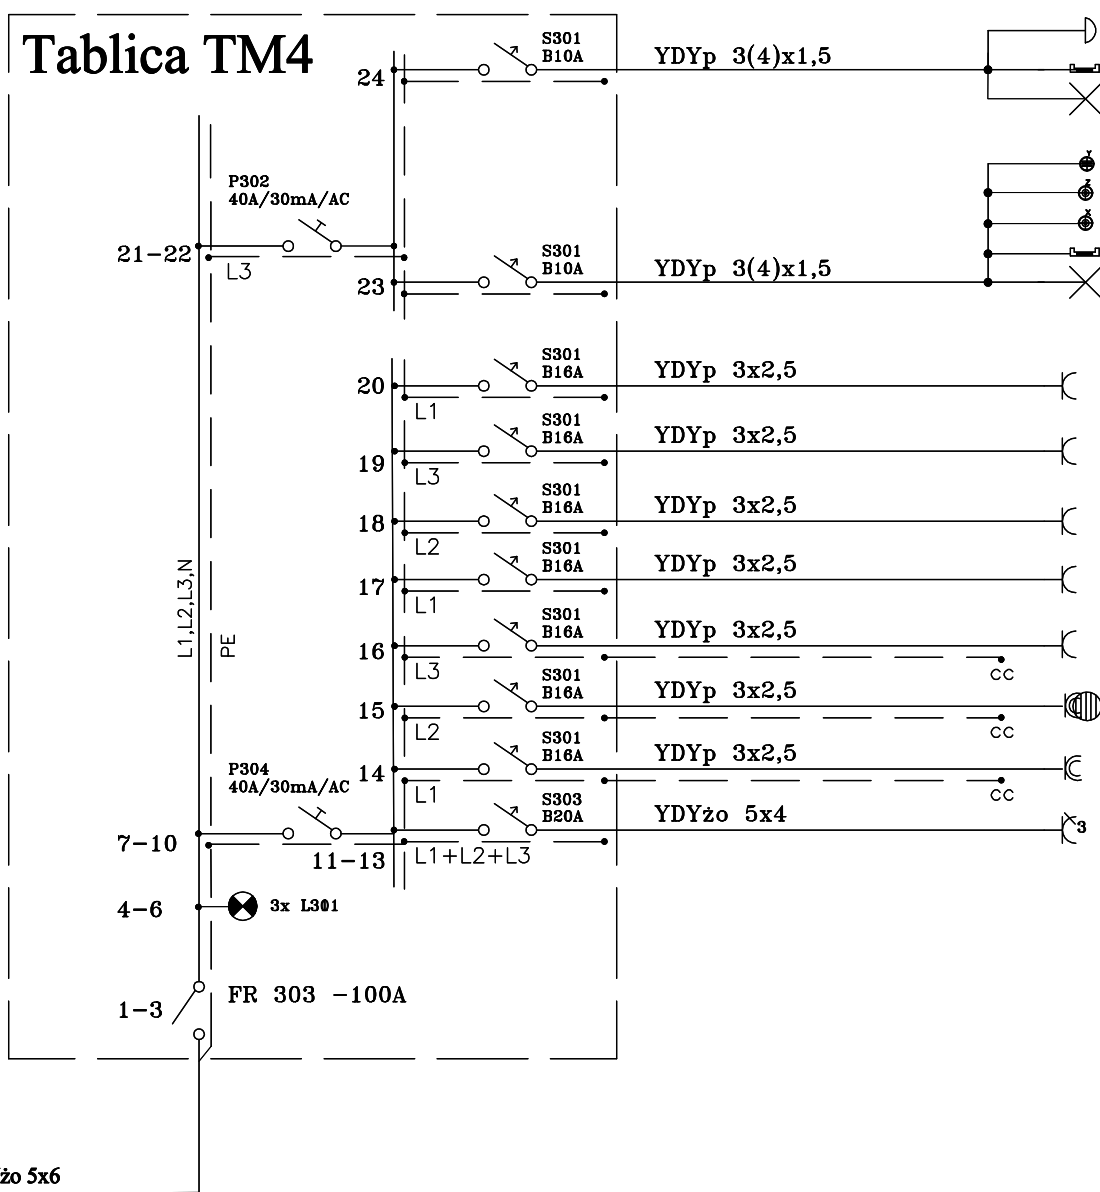 Tablica TM4
24
S301
B10A
YDYp 3(4)x1,5
P302
40A/30mA/AC
21-22
L3
23
S301
B10A
YDYp 3(4)x1,5
Y
Z
X
20
S301
B16A
YDYp 3x2,5
L1
19
S301
B16A
YDYp 3x2,5
L3
18
S301
B16A
YDYp 3x2,5
L2
17
S301
B16A
YDYp 3x2,5
L1
16
S301
B16A
YDYp 3x2,5
L3
CC
15
S301
B16A
YDYp 3x2,5
L2
CC
14
S301
B16A
YDYp 3x2,5
L1
CC
L1,L2,L3,N
PE
P304
40A/30mA/AC
7-10
11-13
S303
B20A
YDYżo 5x4
L1+L2+L3
3
4-6
3x L301
1-3
FR 303 -100A
żo 5x6